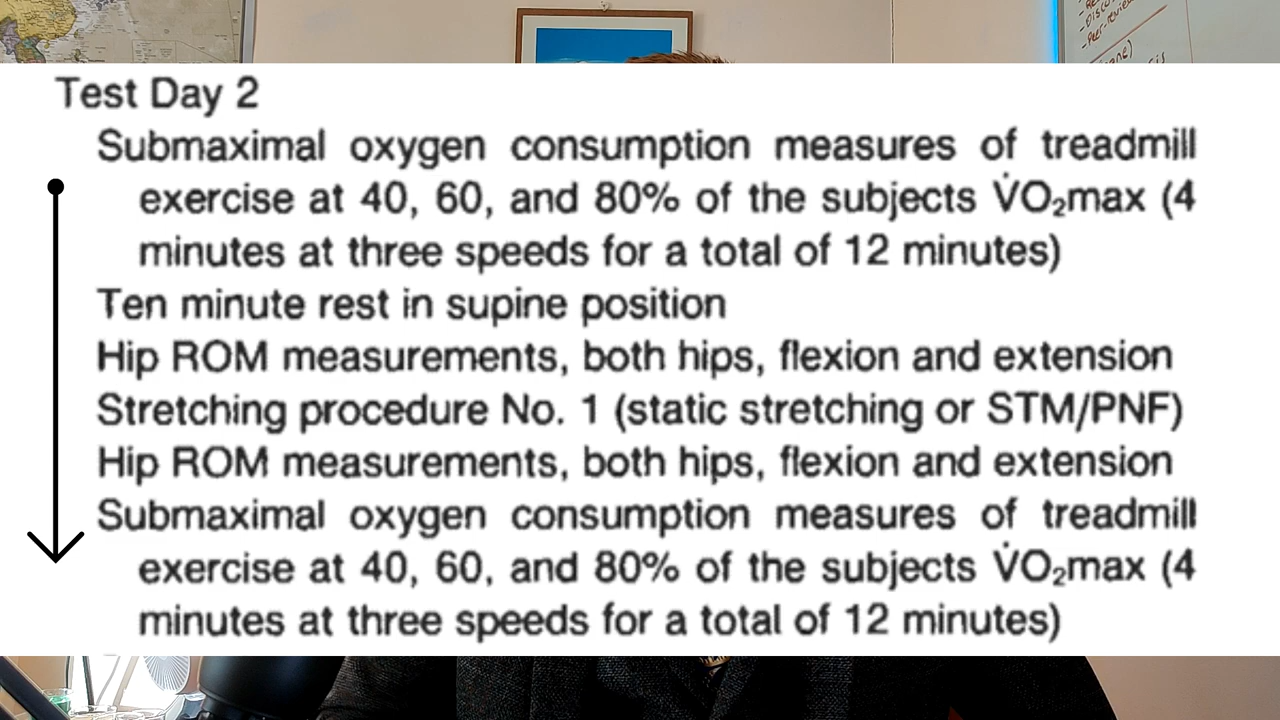 - Disco
- Peer-review
Test Day 2
Submaximal oxygen consumption measures of treadmill
exercise at 40, 60, and 80% of the subjects V̇O₂max (4
minutes at three speeds for a total of 12 minutes)
Ten minute rest in supine position
Hip ROM measurements, both hips, flexion and extension
Stretching procedure No. 1 (static stretching or STM/PNF)
Hip ROM measurements, both hips, flexion and extension
Submaximal oxygen consumption measures of treadmill
exercise at 40, 60, and 80% of the subjects V̇O₂max (4
minutes at three speeds for a total of 12 minutes)